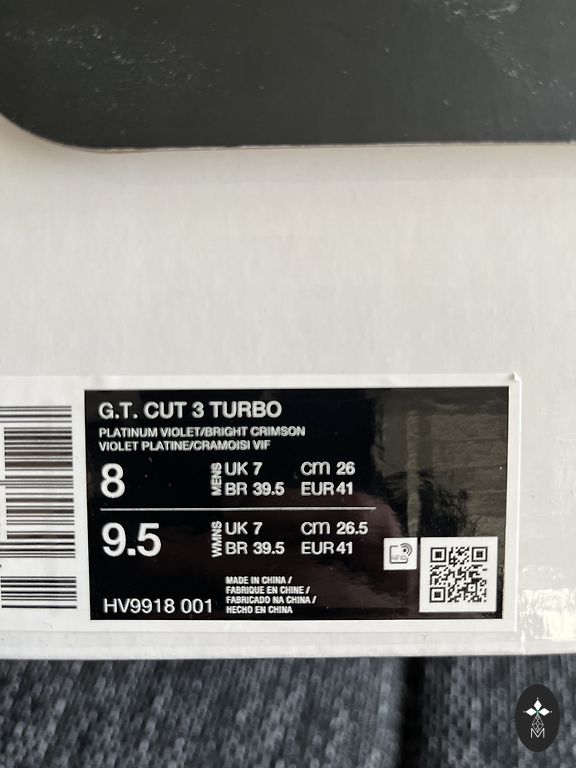 G.T. CUT 3 TURBO
PLATINUM VIOLET/BRIGHT CRIMSON
VIOLET PLATINE/CRAMOISI VIF
8 MENS UK 7 cm 26
BR 39.5 EUR 41
9.5 WMNS UK 7 cm 26.5
BR 39.5 EUR 41
MADE IN CHINA /
FABRIQUE EN CHINE /
FABRICADO NA CHINA /
HECHO EN CHINA
HV9918 001
RFID
M